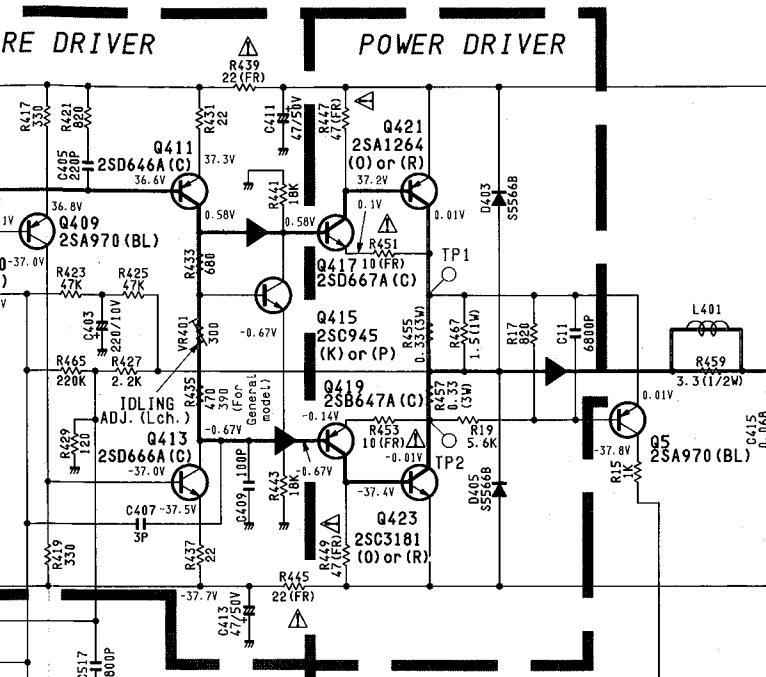 RE DRIVER
POWER DRIVER
R439
22(FR)
R417
330
R421
820
C405
220P
R431
22
C411
47/50V
R447
47(FR)
Q411
2SD646A(C)
36.6V
37.3V
Q421
2SA1264
(O)or(R)
37.2V
36.8V
Q409
2SA970(BL)
1V
-37.0V
R441
18K
0.58V
0.58V
0.1V
0.01V
D403
S5566B
R451
10(FR)
TP1
Q417
2SD667A(C)
R433
680
R423
47K
R425
47K
C403
220/10V
VR401
300
-0.67V
Q415
2SC945
(K)or(P)
R455
0.33(3W)
R467
1.5(1W)
R17
820
C11
6800P
L401
R459
3.3(1/2W)
R465
220K
R427
2.2K
IDLING
ADJ.(Lch.)
R435
470
390
(For
General
model)
Q419
2SB647A(C)
R457
0.33
(3W)
0.01V
R429
120
Q413
2SD666A(C)
-0.67V
-0.14V
R453
10(FR)
-0.01V
R19
5.6K
TP2
C415
0.06B
Q5
2SA970(BL)
-37.8V
R15
1K
-37.0V
-37.5V
C409
100P
R443
18K
-0.67V
-37.4V
D405
S5566B
C407
3P
Q423
2SC3181
(O)or(R)
R419
330
R437
22
R449
47(FR)
R445
22(FR)
-37.7V
C413
47/50V
C517
800P